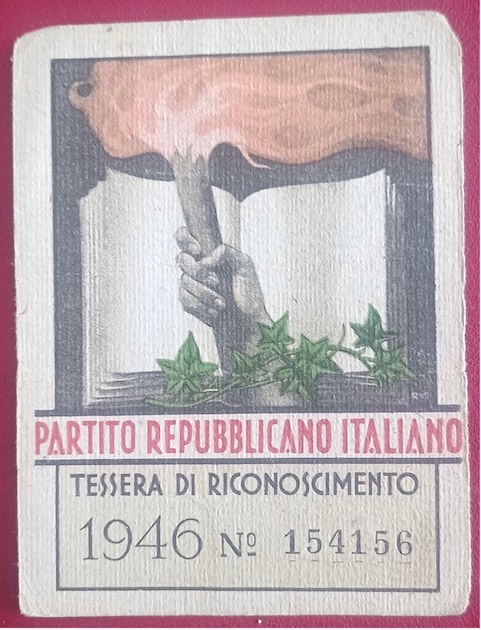 PARTITO REPUBBLICANO ITALIANO
TESSERA DI RICONOSCIMENTO
1946 Nº 154156